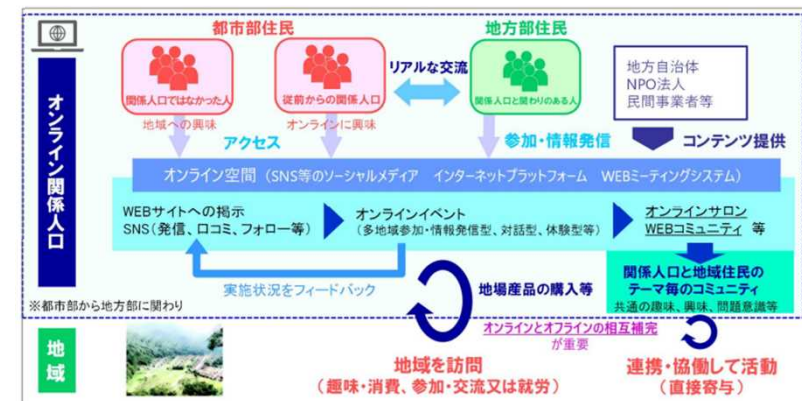 都市部住民
地方部住民
関係人口ではなかった人
従前からの関係人口
リアルな交流
関係人口と関わりのある人
地方自治体
NPO法人
民間事業者等
地域への興味
オンラインに興味
アクセス
参加・情報発信
コンテンツ提供
オンライン関係人口
オンライン空間（SNS等のソーシャルメディア　インターネットプラットフォーム　WEBミーティングシステム）
WEBサイトへの掲示
SNS（発信、口コミ、フォロー等）
オンラインイベント
（多地域参加・情報発信型、対話型、体験型等）
オンラインサロン
WEBコミュニティ 等
実施状況をフィードバック
地場産品の購入等
関係人口と地域住民の
テーマ毎のコミュニティ
共通の趣味、興味、問題意識等
※都市部から地方部に関わり
オンラインとオフラインの相互補完
が重要
地域
地域を訪問
（趣味・消費、参加・交流又は就労）
連携・協働して活動
（直接寄与）